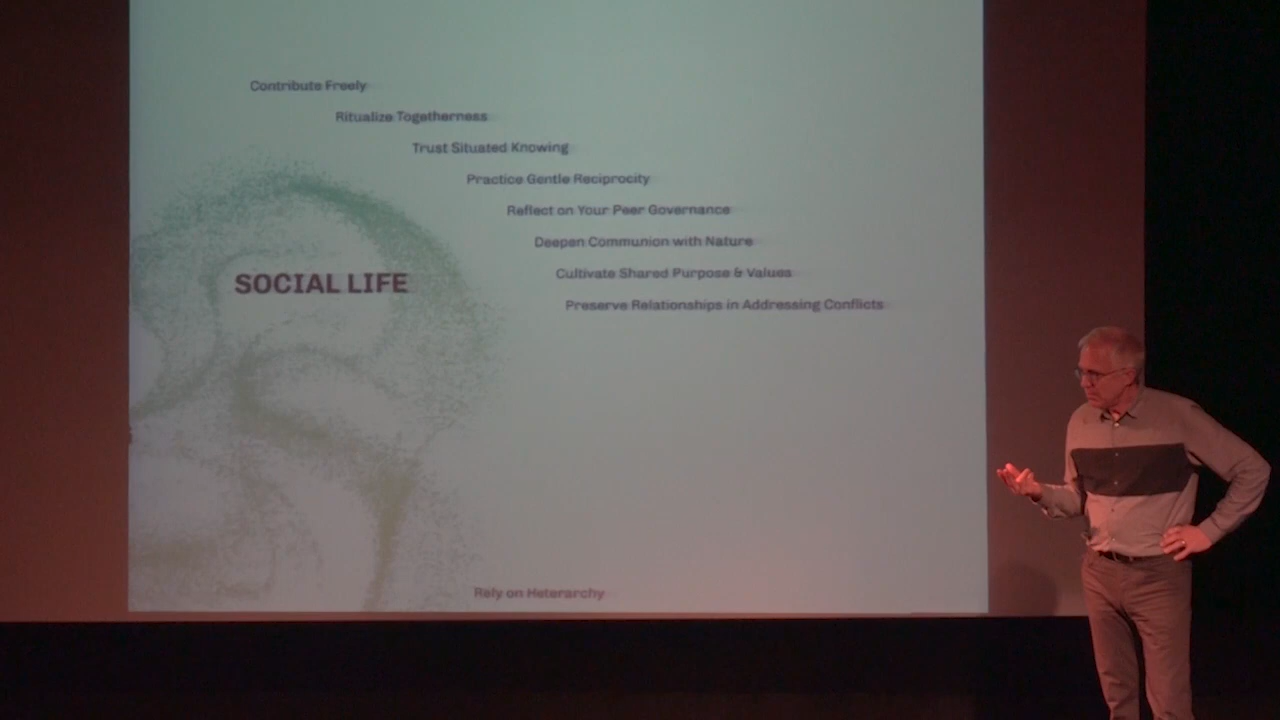 Contribute Freely
Ritualize Togetherness
Trust Situated Knowing
Practice Gentle Reciprocity
Reflect on Your Peer Governance
Deepen Communion with Nature
Cultivate Shared Purpose & Values
SOCIAL LIFE
Preserve Relationships in Addressing Conflicts
Rely on Heterarchy